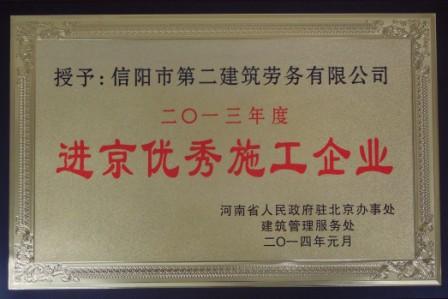 授予：信阳市第二建筑劳务有限公司
二〇一三年度
进京优秀施工企业
河南省人民政府驻北京办事处
建筑管理服务处
二〇一四年元月